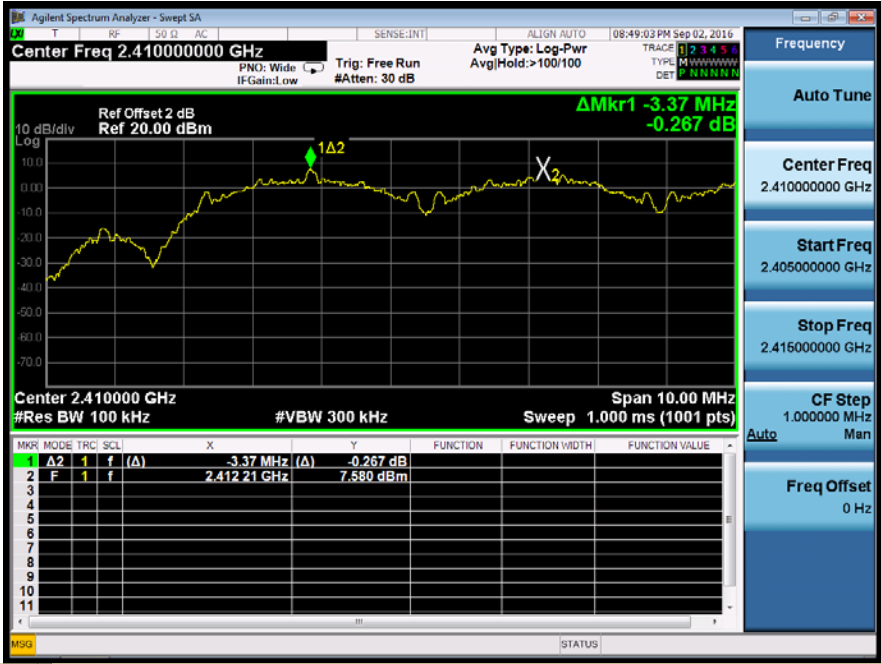 Agilent Spectrum Analyzer - Swept SA
LXI T RF 50 Ω AC SENSE:INT ALIGN AUTO 08:49:03 PM Sep 02, 2016
Center Freq 2.410000000 GHz
PNO: Wide
IFGain:Low
Trig: Free Run
#Atten: 30 dB
Avg Type: Log-Pwr
Avg|Hold:>100/100
TRACE 1 2 3 4 5 6
TYPE M WWWWW
DET P N N N N N
Frequency
Auto Tune
Center Freq
2.410000000 GHz
Start Freq
2.405000000 GHz
Stop Freq
2.415000000 GHz
CF Step
1.000000 MHz
Auto Man
Freq Offset
0 Hz
ΔMkr1 -3.37 MHz
-0.267 dB
Ref Offset 2 dB
10 dB/div Ref 20.00 dBm
Log
1Δ2
X2
10.0
0.00
-10.0
-20.0
-30.0
-40.0
-50.0
-60.0
-70.0
Center 2.410000 GHz Span 10.00 MHz
#Res BW 100 kHz #VBW 300 kHz Sweep 1.000 ms (1001 pts)
MKR MODE TRC SCL X Y FUNCTION FUNCTION WIDTH FUNCTION VALUE
1 Δ2 1 f (Δ) -3.37 MHz (Δ) -0.267 dB
2 F 1 f 2.412 21 GHz 7.580 dBm
3
4
5
6
7
8
9
10
11
MSG STATUS